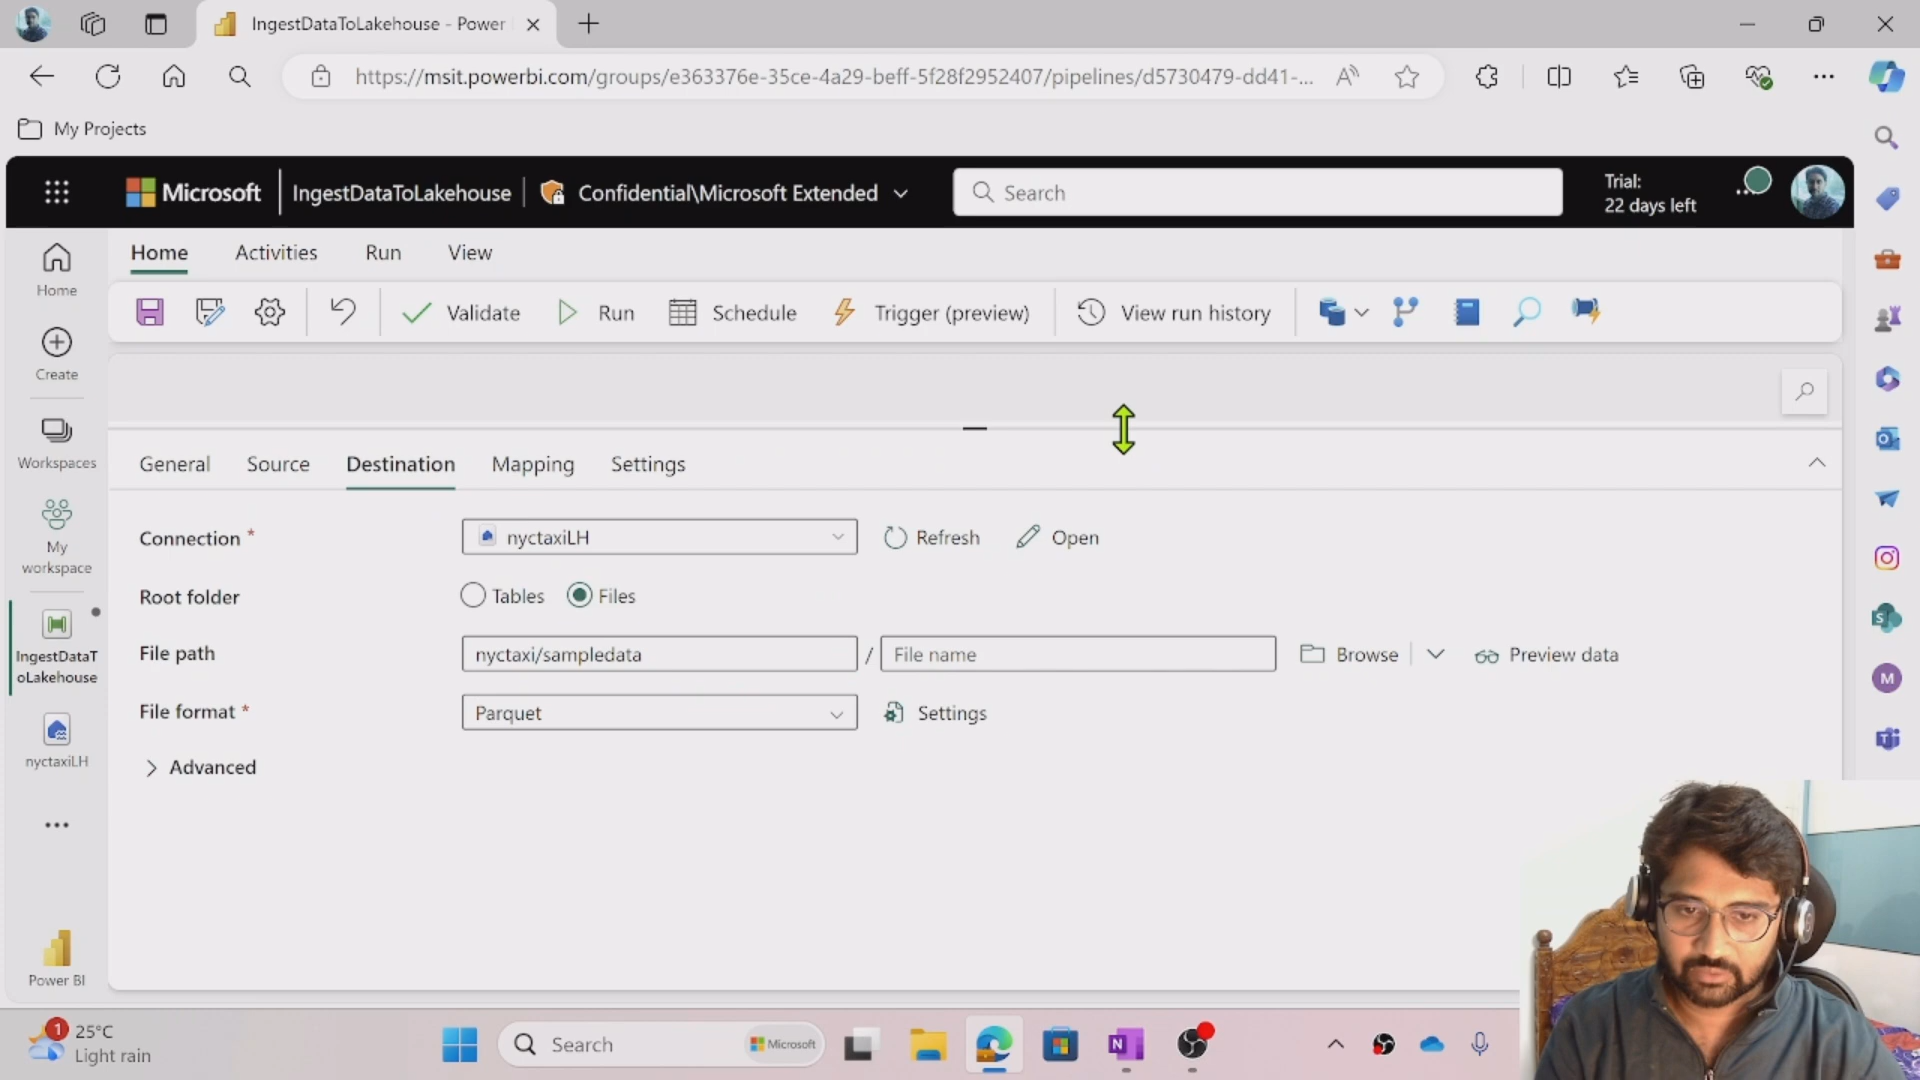 IngestDataToLakehouse - Power
https://msit.powerbi.com/groups/e363376e-35ce-4a29-beff-5f28f2952407/pipelines/d5730479-dd41-...
My Projects
Microsoft
IngestDataToLakehouse
Confidential\Microsoft Extended
Search
Trial:
22 days left
Home
Activities
Run
View
Validate
Run
Schedule
Trigger (preview)
View run history
Home
Create
Workspaces
My
workspace
IngestDataT
oLakehouse
nyctaxiLH
Power BI
General
Source
Destination
Mapping
Settings
Connection *
nyctaxiLH
Refresh
Open
Root folder
Tables
Files
File path
nyctaxi/sampledata
/
File name
Browse
Preview data
File format *
Parquet
Settings
Advanced
M
1
25°C
Light rain
Search
Microsoft